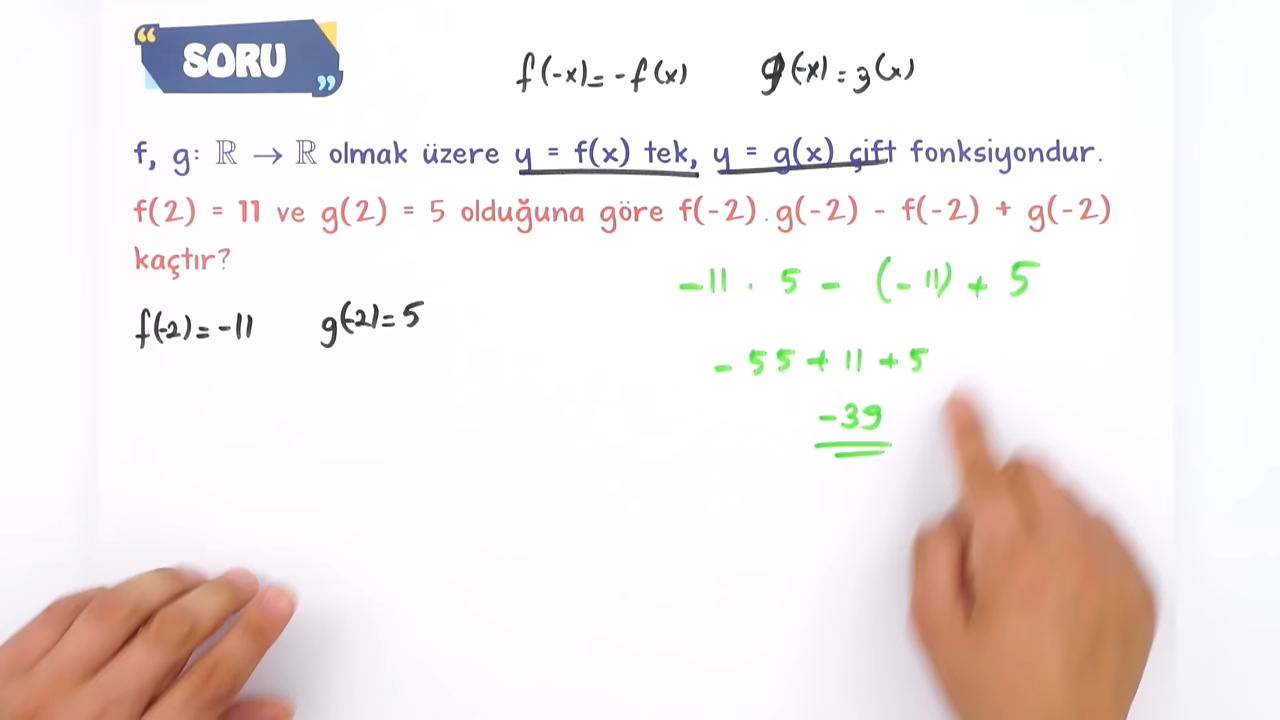 SORU
f(-x) = -f(x) g(-x) = g(x)
f, g: ℝ → ℝ olmak üzere y = f(x) tek, y = g(x) çift fonksiyondur.
f(2) = 11 ve g(2) = 5 olduğuna göre f(-2).g(-2) - f(-2) + g(-2)
kaçtır?
-11 . 5 - (-11) + 5
f(-2) = -11 g(-2) = 5
-55 + 11 + 5
-39